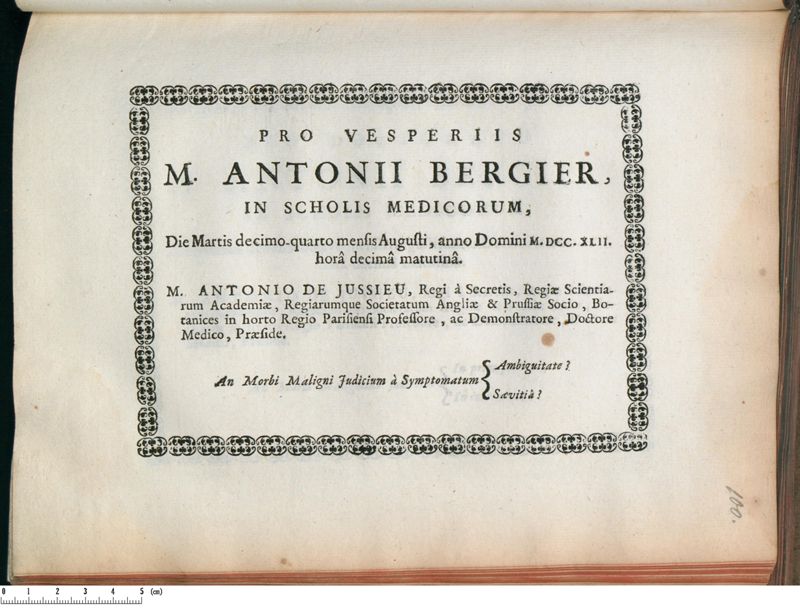 PRO VESPERIIS
M. ANTONII BERGIER,
IN SCHOLIS MEDICORUM,
Die Martis decimo-quarto mensis Augusti, anno Domini M. DCC. XLII.
horâ decimâ matutinâ.
M. ANTONIO DE JUSSIEU, Regi à Secretis, Regiæ Scientia-
rum Academiæ, Regiarumque Societatum Angliæ & Prussiæ Socio, Bo-
tanices in horto Regio Parisiensi Professore, ac Demonstratore, Doctore
Medico, Præside.
An Morbi Maligni Judicium à Symptomatum { Ambiguitate?
Sævitiâ?
100.
0 1 2 3 4 5 (cm)